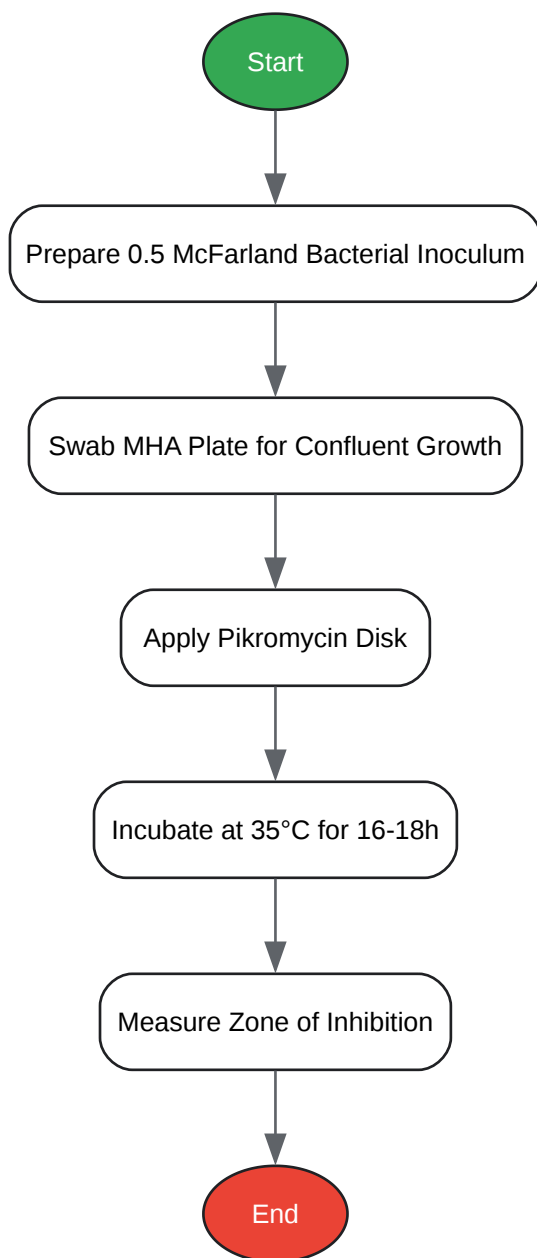 Start
Prepare 0.5 McFarland Bacterial Inoculum
Swab MHA Plate for Confluent Growth
Apply Pikromycin Disk
Incubate at 35°C for 16-18h
Measure Zone of Inhibition
End